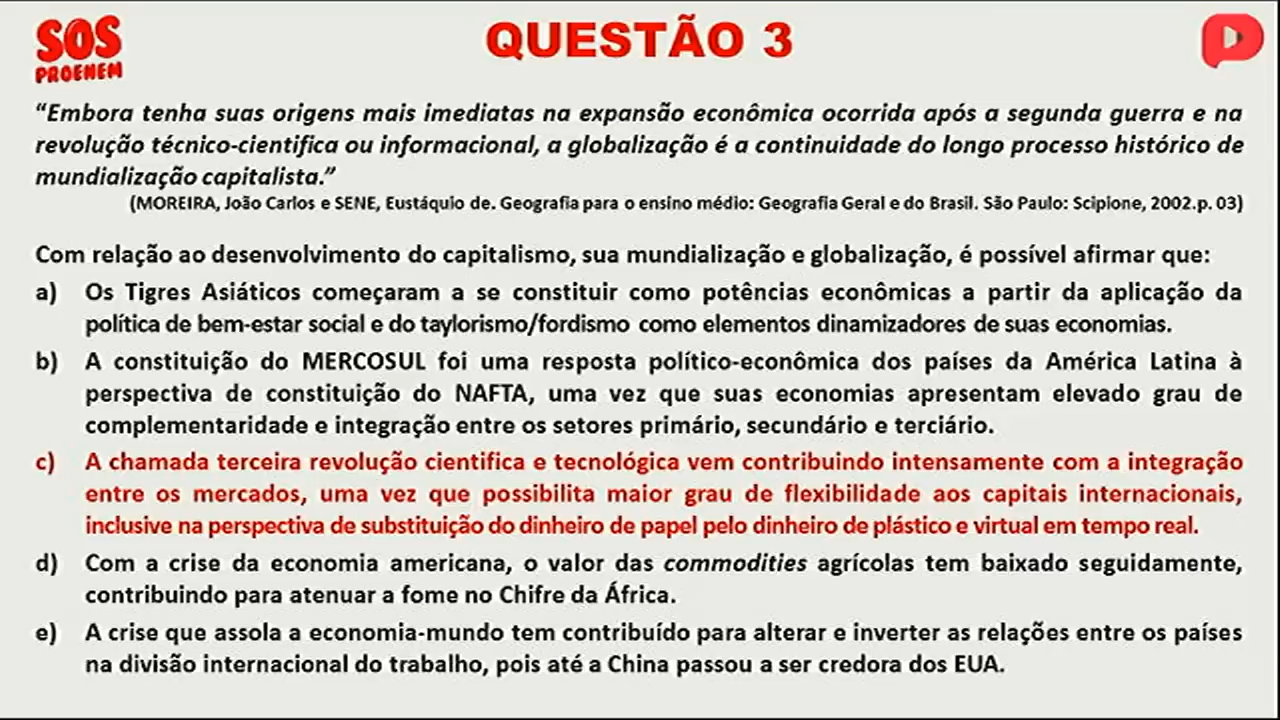 SOS
PROENEM
QUESTÃO 3
“Embora tenha suas origens mais imediatas na expansão econômica ocorrida após a segunda guerra e na
revolução técnico-cientifica ou informacional, a globalização é a continuidade do longo processo histórico de
mundialização capitalista.”
(MOREIRA, João Carlos e SENE, Eustáquio de. Geografia para o ensino médio: Geografia Geral e do Brasil. São Paulo: Scipione, 2002.p. 03)
Com relação ao desenvolvimento do capitalismo, sua mundialização e globalização, é possível afirmar que:
a) Os Tigres Asiáticos começaram a se constituir como potências econômicas a partir da aplicação da
política de bem-estar social e do taylorismo/fordismo como elementos dinamizadores de suas economias.
b) A constituição do MERCOSUL foi uma resposta político-econômica dos países da América Latina à
perspectiva de constituição do NAFTA, uma vez que suas economias apresentam elevado grau de
complementaridade e integração entre os setores primário, secundário e terciário.
c) A chamada terceira revolução cientifica e tecnológica vem contribuindo intensamente com a integração
entre os mercados, uma vez que possibilita maior grau de flexibilidade aos capitais internacionais,
inclusive na perspectiva de substituição do dinheiro de papel pelo dinheiro de plástico e virtual em tempo real.
d) Com a crise da economia americana, o valor das commodities agrícolas tem baixado seguidamente,
contribuindo para atenuar a fome no Chifre da África.
e) A crise que assola a economia-mundo tem contribuído para alterar e inverter as relações entre os países
na divisão internacional do trabalho, pois até a China passou a ser credora dos EUA.